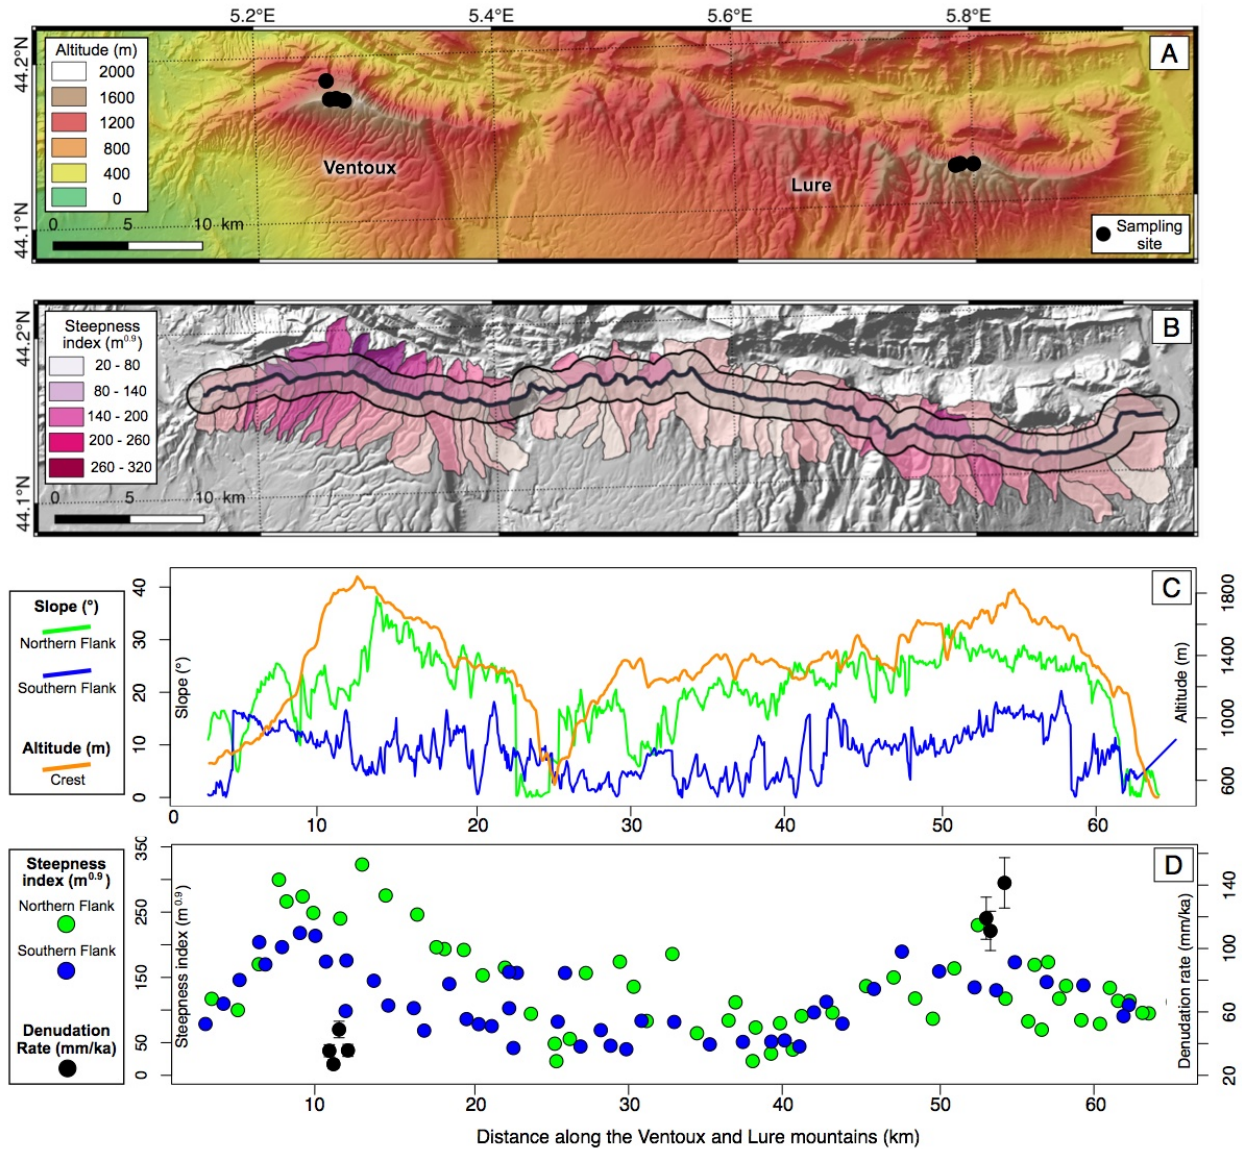 5.2°E 5.4°E 5.6°E 5.8°E
44.2°N
44.1°N
Altitude (m)
2000
1600
1200
800
400
0
0 5 10 km
Ventoux
Lure
A
Sampling
site
44.2°N
44.1°N
Steepness
index (m0.9)
20 - 80
80 - 140
140 - 200
200 - 260
260 - 320
0 5 10 km
B
Slope (°)
Northern Flank
Southern Flank
Altitude (m)
Crest
Slope (°)
40
30
20
10
0
C
1800
1400
1000
600
Altitude (m)
0 10 20 30 40 50 60
Steepness
index (m0.9)
Northern Flank
Southern Flank
Denudation
Rate (mm/ka)
Steepness index (m0.9)
350
250
150
50
0
D
140
100
60
20
Denudation rate (mm/ka)
10 20 30 40 50 60
Distance along the Ventoux and Lure mountains (km)